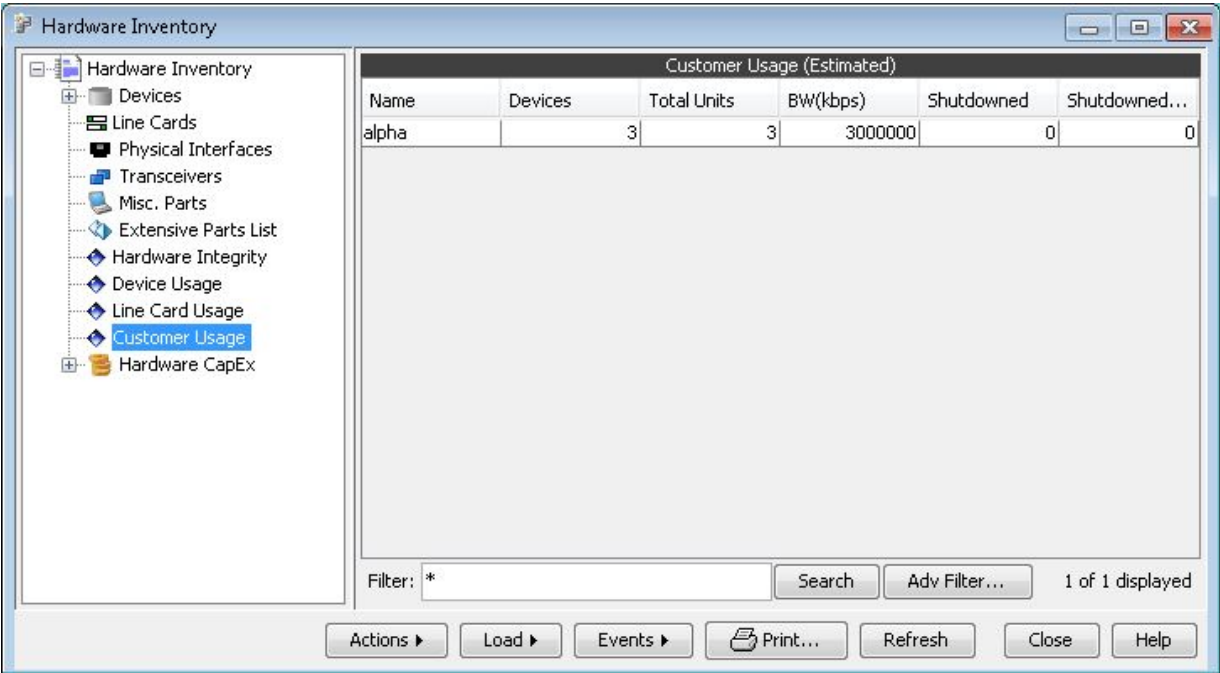 Hardware Inventory
Hardware Inventory
Devices
Line Cards
Physical Interfaces
Transceivers
Misc. Parts
Extensive Parts List
Hardware Integrity
Device Usage
Line Card Usage
Customer Usage
Hardware CapEx
Customer Usage (Estimated)
Name Devices Total Units BW(kbps) Shutdowned Shutdowned...
alpha 3 3 3000000 0 0
Filter: * Search Adv Filter... 1 of 1 displayed
Actions Load Events Print... Refresh Close Help